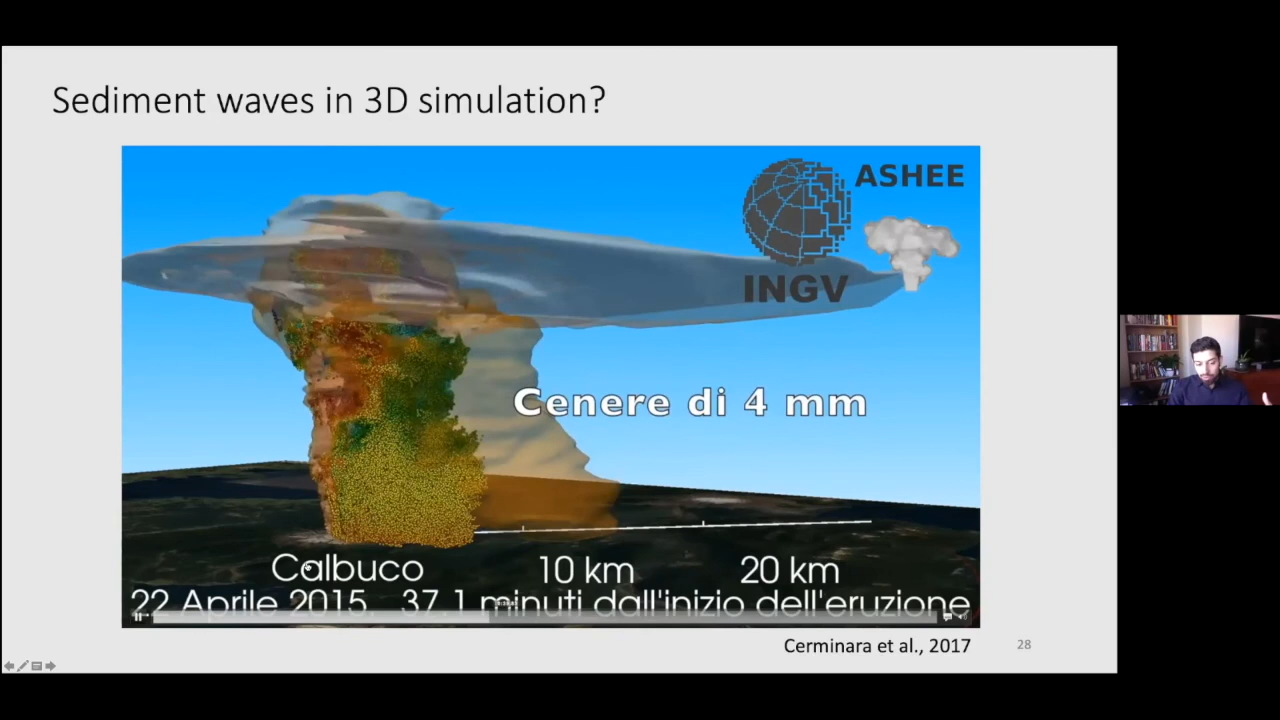 Sediment waves in 3D simulation?
ASHEE
INGV
Cenere di 4 mm
Calbuco
10 km
20 km
22 Aprile 2015, 37.1 minuti dall'inizio dell'eruzione
Cerminara et al., 2017
28